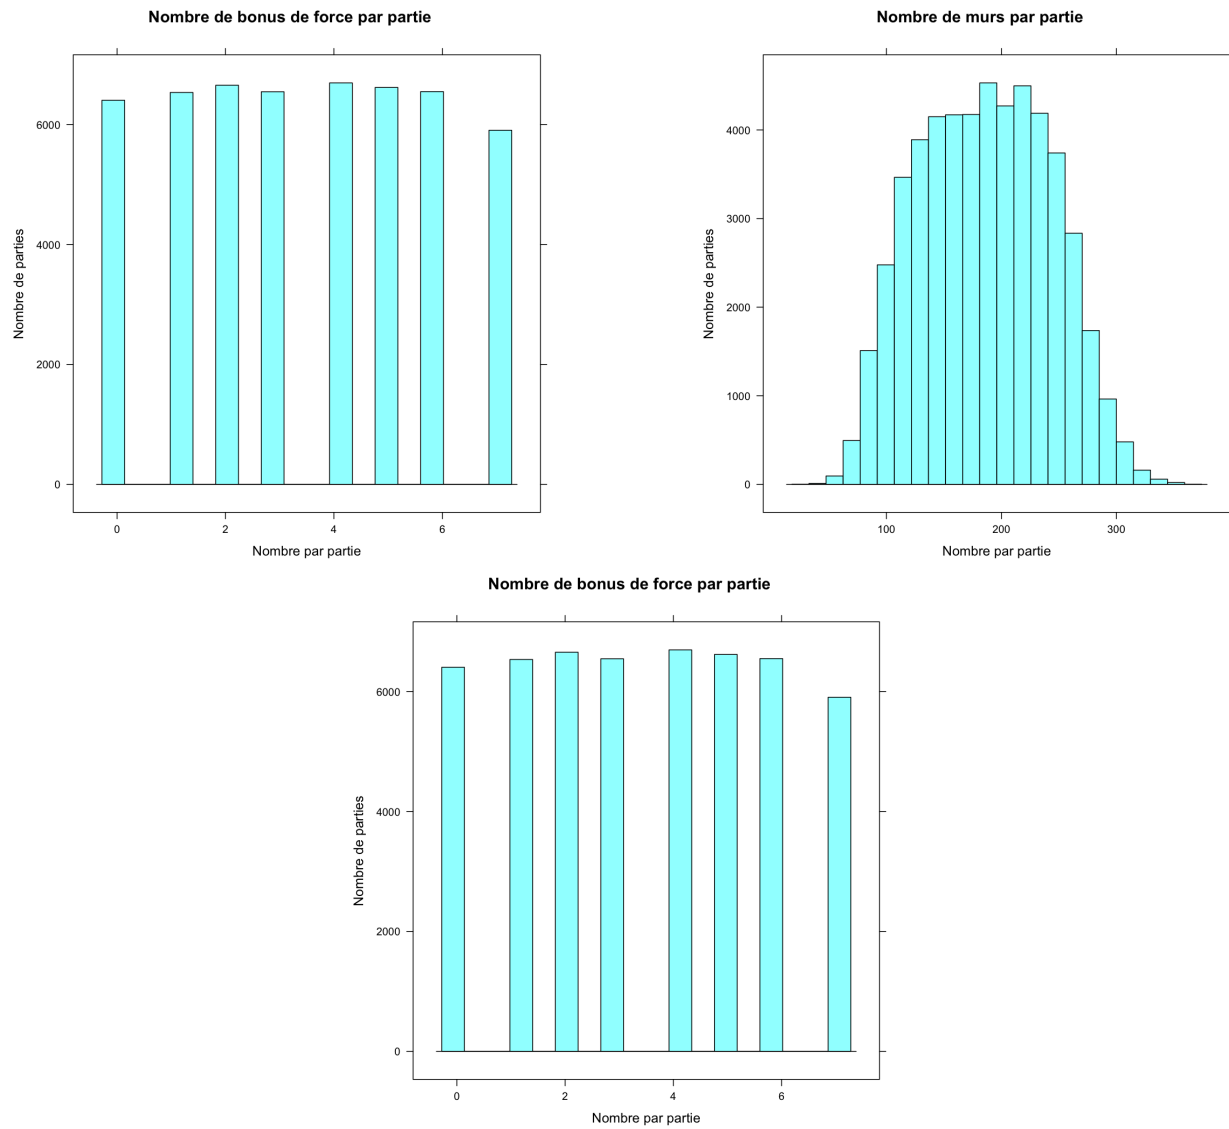 Nombre de bonus de force par partie
Nombre de parties
6000
4000
2000
0
0 2 4 6
Nombre par partie
Nombre de murs par partie
Nombre de parties
4000
3000
2000
1000
0
100 200 300
Nombre par partie
Nombre de bonus de force par partie
Nombre de parties
6000
4000
2000
0
0 2 4 6
Nombre par partie